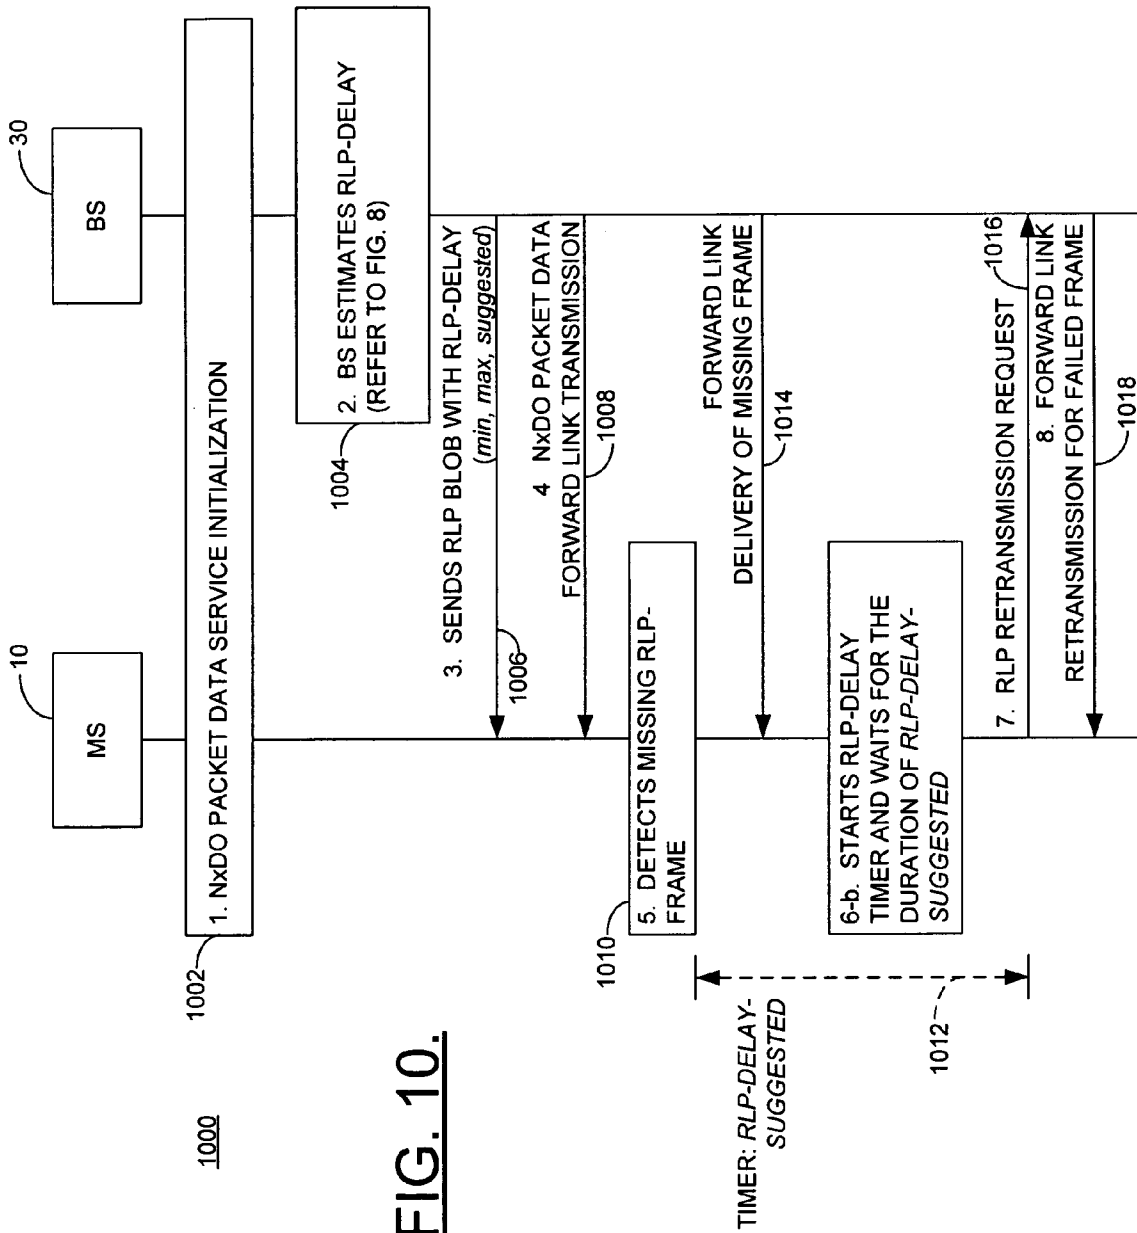 30
BS
10
MS
1. NxDO PACKET DATA SERVICE INITIALIZATION
1002
2. BS ESTIMATES RLP-DELAY
(REFER TO FIG. 8)
1004
3. SENDS RLP BLOB WITH RLP-DELAY
(min, max, suggested)
1006
4 NxDO PACKET DATA
FORWARD LINK TRANSMISSION
1008
5. DETECTS MISSING RLP-
FRAME
1010
FORWARD LINK
DELIVERY OF MISSING FRAME
1014
6-b. STARTS RLP-DELAY
TIMER AND WAITS FOR THE
DURATION OF RLP-DELAY-
SUGGESTED
TIMER: RLP-DELAY-
SUGGESTED
1012
7. RLP RETRANSMISSION REQUEST
1016
8. FORWARD LINK
RETRANSMISSION FOR FAILED FRAME
1018
1000
FIG. 10.